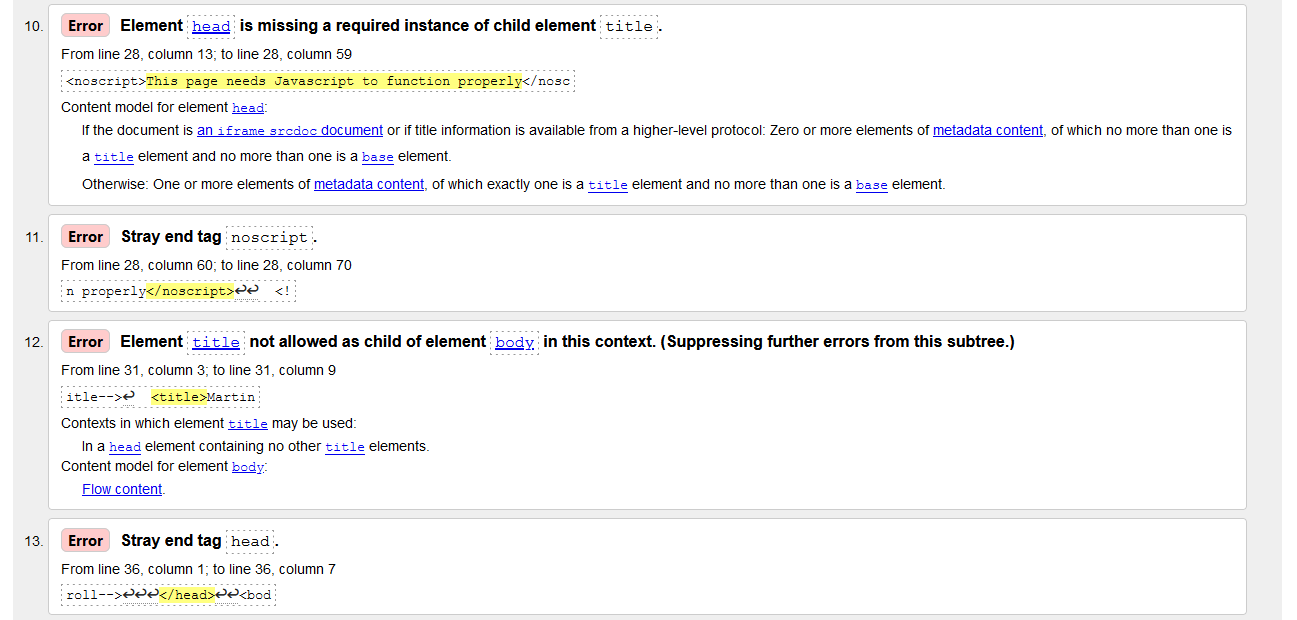 10. Error Element head is missing a required instance of child element title.
From line 28, column 13; to line 28, column 59
<noscript>This page needs Javascript to function properly</nosc
Content model for element head:
If the document is an iframe srcdoc document or if title information is available from a higher-level protocol: Zero or more elements of metadata content, of which no more than one is
a title element and no more than one is a base element.
Otherwise: One or more elements of metadata content, of which exactly one is a title element and no more than one is a base element.
11. Error Stray end tag noscript.
From line 28, column 60; to line 28, column 70
n properly</noscript>↩↩ <!
12. Error Element title not allowed as child of element body in this context. (Suppressing further errors from this subtree.)
From line 31, column 3; to line 31, column 9
itle-->↩ <title>Martin
Contexts in which element title may be used:
In a head element containing no other title elements.
Content model for element body:
Flow content.
13. Error Stray end tag head.
From line 36, column 1; to line 36, column 7
roll-->↩↩↩</head>↩↩<bod